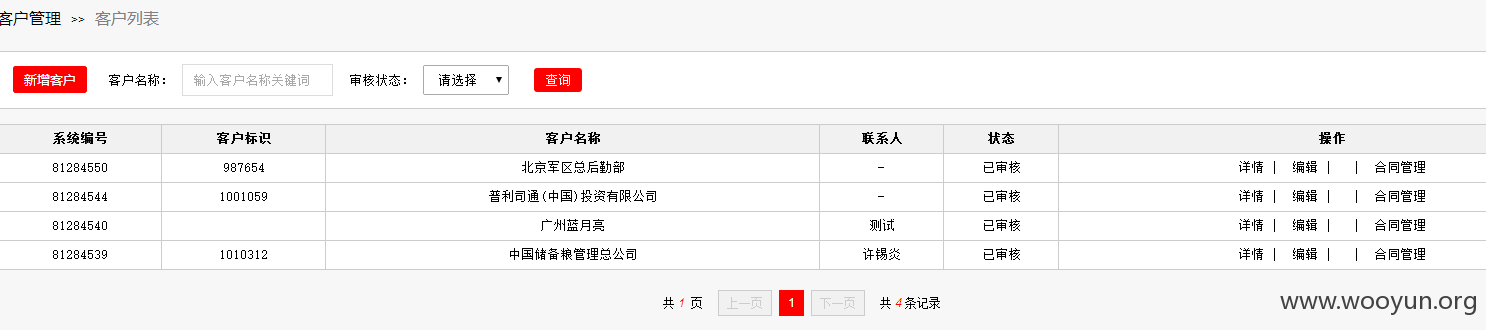 客户管理 >> 客户列表
新增客户 客户名称： 输入客户名称关键词 审核状态： 请选择 ▼ 查询
系统编号 客户标识 客户名称 联系人 状态 操作
81284550 987654 北京军区总后勤部 - 已审核 详情 | 编辑 | | 合同管理
81284544 1001059 普利司通(中国)投资有限公司 - 已审核 详情 | 编辑 | | 合同管理
81284540 广州蓝月亮 测试 已审核 详情 | 编辑 | | 合同管理
81284539 1010312 中国储备粮管理总公司 许锡炎 已审核 详情 | 编辑 | | 合同管理
共 1 页 上一页 1 下一页 共 4 条记录
www.wooyun.org